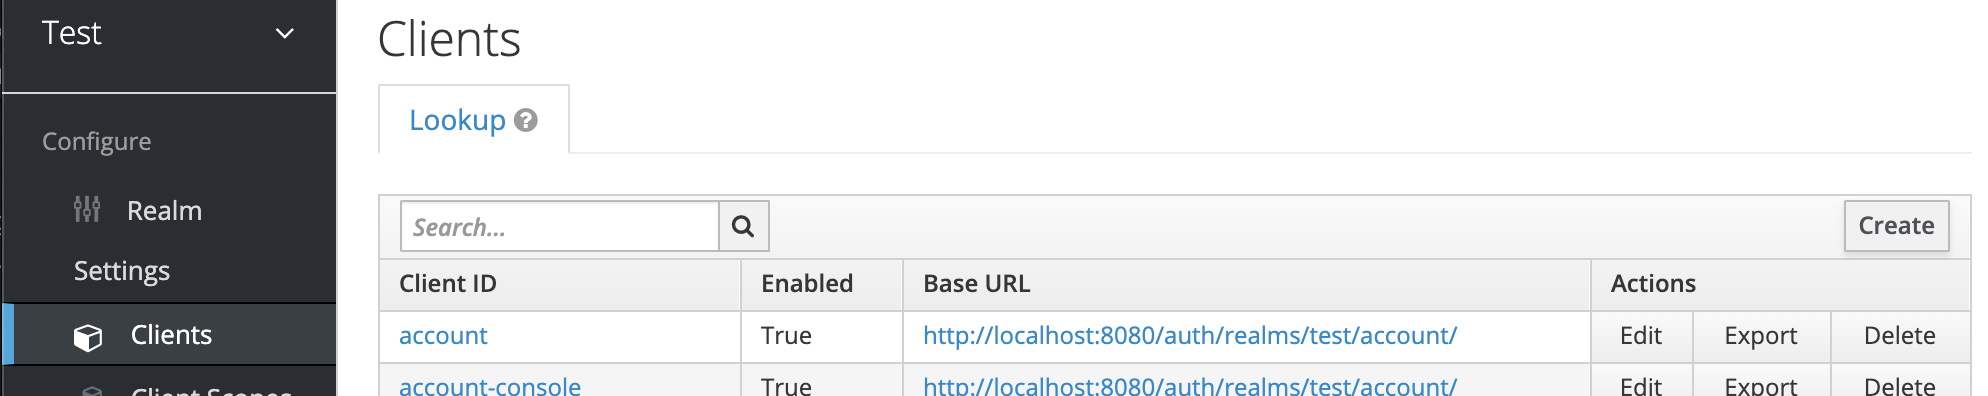 Test
Configure
Realm
Settings
Clients
Client Scopes
Clients
Lookup ?
Search...
Create
Client ID Enabled Base URL Actions
account True http://localhost:8080/auth/realms/test/account/ Edit Export Delete
account-console True http://localhost:8080/auth/realms/test/account/ Edit Export Delete